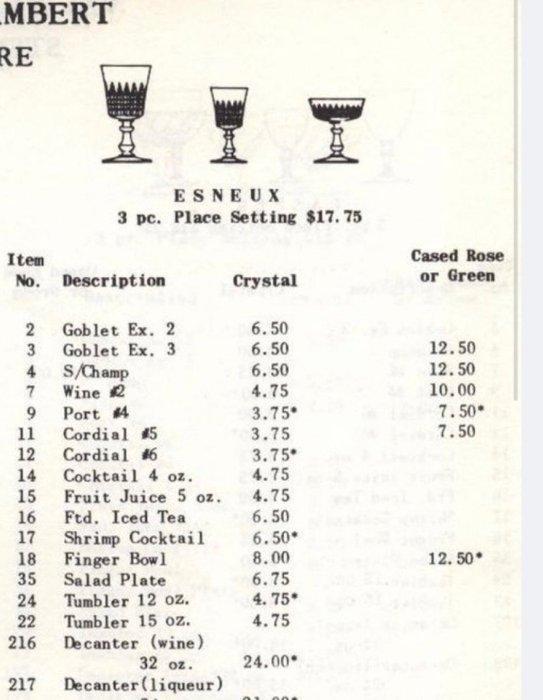 MBERT
RE
ESNEUX
3 pc. Place Setting $17.75
Item No. Description Crystal Cased Rose or Green
2 Goblet Ex. 2 6.50
3 Goblet Ex. 3 6.50 12.50
4 S/Champ 6.50 12.50
7 Wine #2 4.75 10.00
9 Port #4 3.75* 7.50*
11 Cordial #5 3.75 7.50
12 Cordial #6 3.75*
14 Cocktail 4 oz. 4.75
15 Fruit Juice 5 oz. 4.75
16 Ftd. Iced Tea 6.50
17 Shrimp Cocktail 6.50*
18 Finger Bowl 8.00 12.50*
35 Salad Plate 6.75
24 Tumbler 12 oz. 4.75*
22 Tumbler 15 oz. 4.75
216 Decanter (wine)
32 oz. 24.00*
217 Decanter(liqueur)